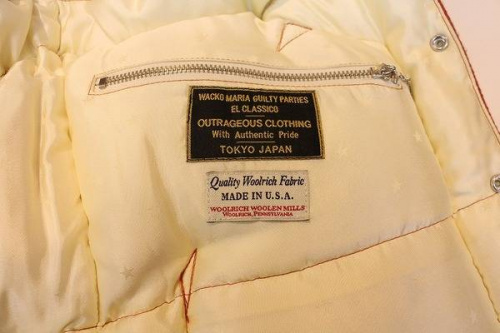 WACKO MARIA GUILTY PARTIES
EL CLASSICO
OUTRAGEOUS CLOTHING
With Authentic Pride
TOKYO JAPAN
Quality Woolrich Fabric
MADE IN U.S.A.
WOOLRICH WOOLEN MILLS
WOOLRICH, PENNSYLVANIA